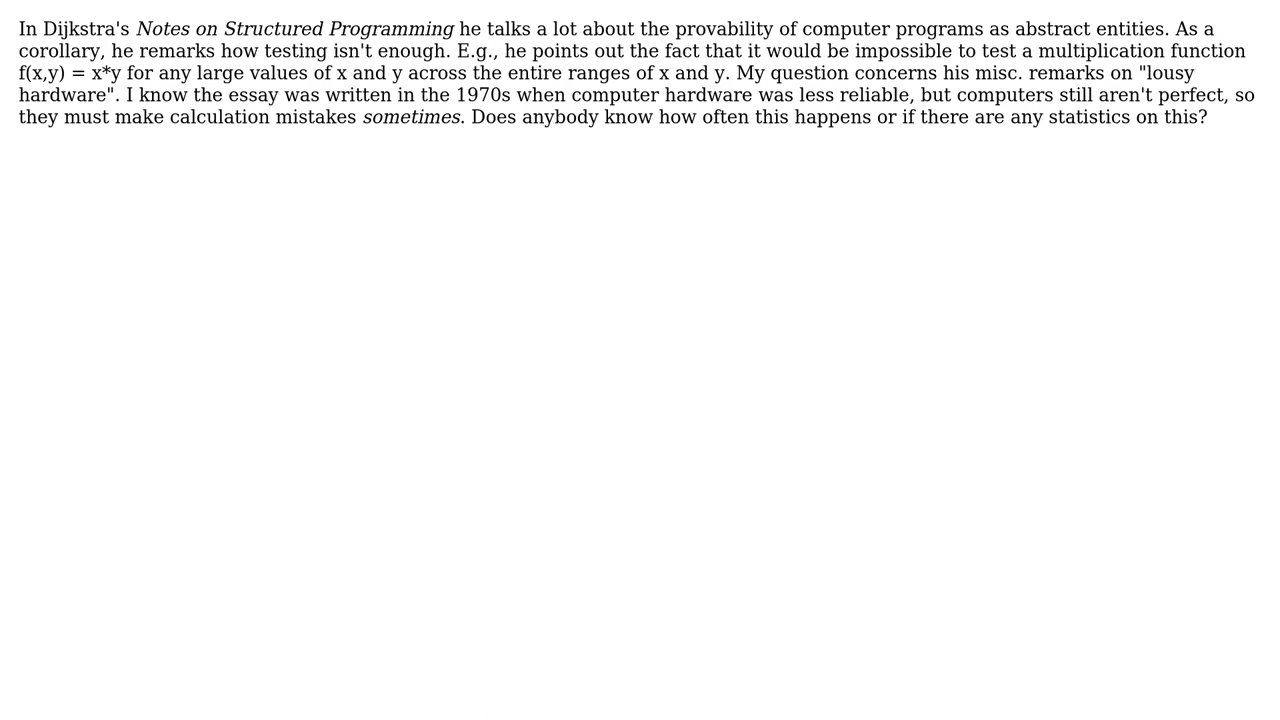 In Dijkstra's Notes on Structured Programming he talks a lot about the provability of computer programs as abstract entities. As a
corollary, he remarks how testing isn't enough. E.g., he points out the fact that it would be impossible to test a multiplication function
f(x,y) = x*y for any large values of x and y across the entire ranges of x and y. My question concerns his misc. remarks on "lousy
hardware". I know the essay was written in the 1970s when computer hardware was less reliable, but computers still aren't perfect, so
they must make calculation mistakes sometimes. Does anybody know how often this happens or if there are any statistics on this?